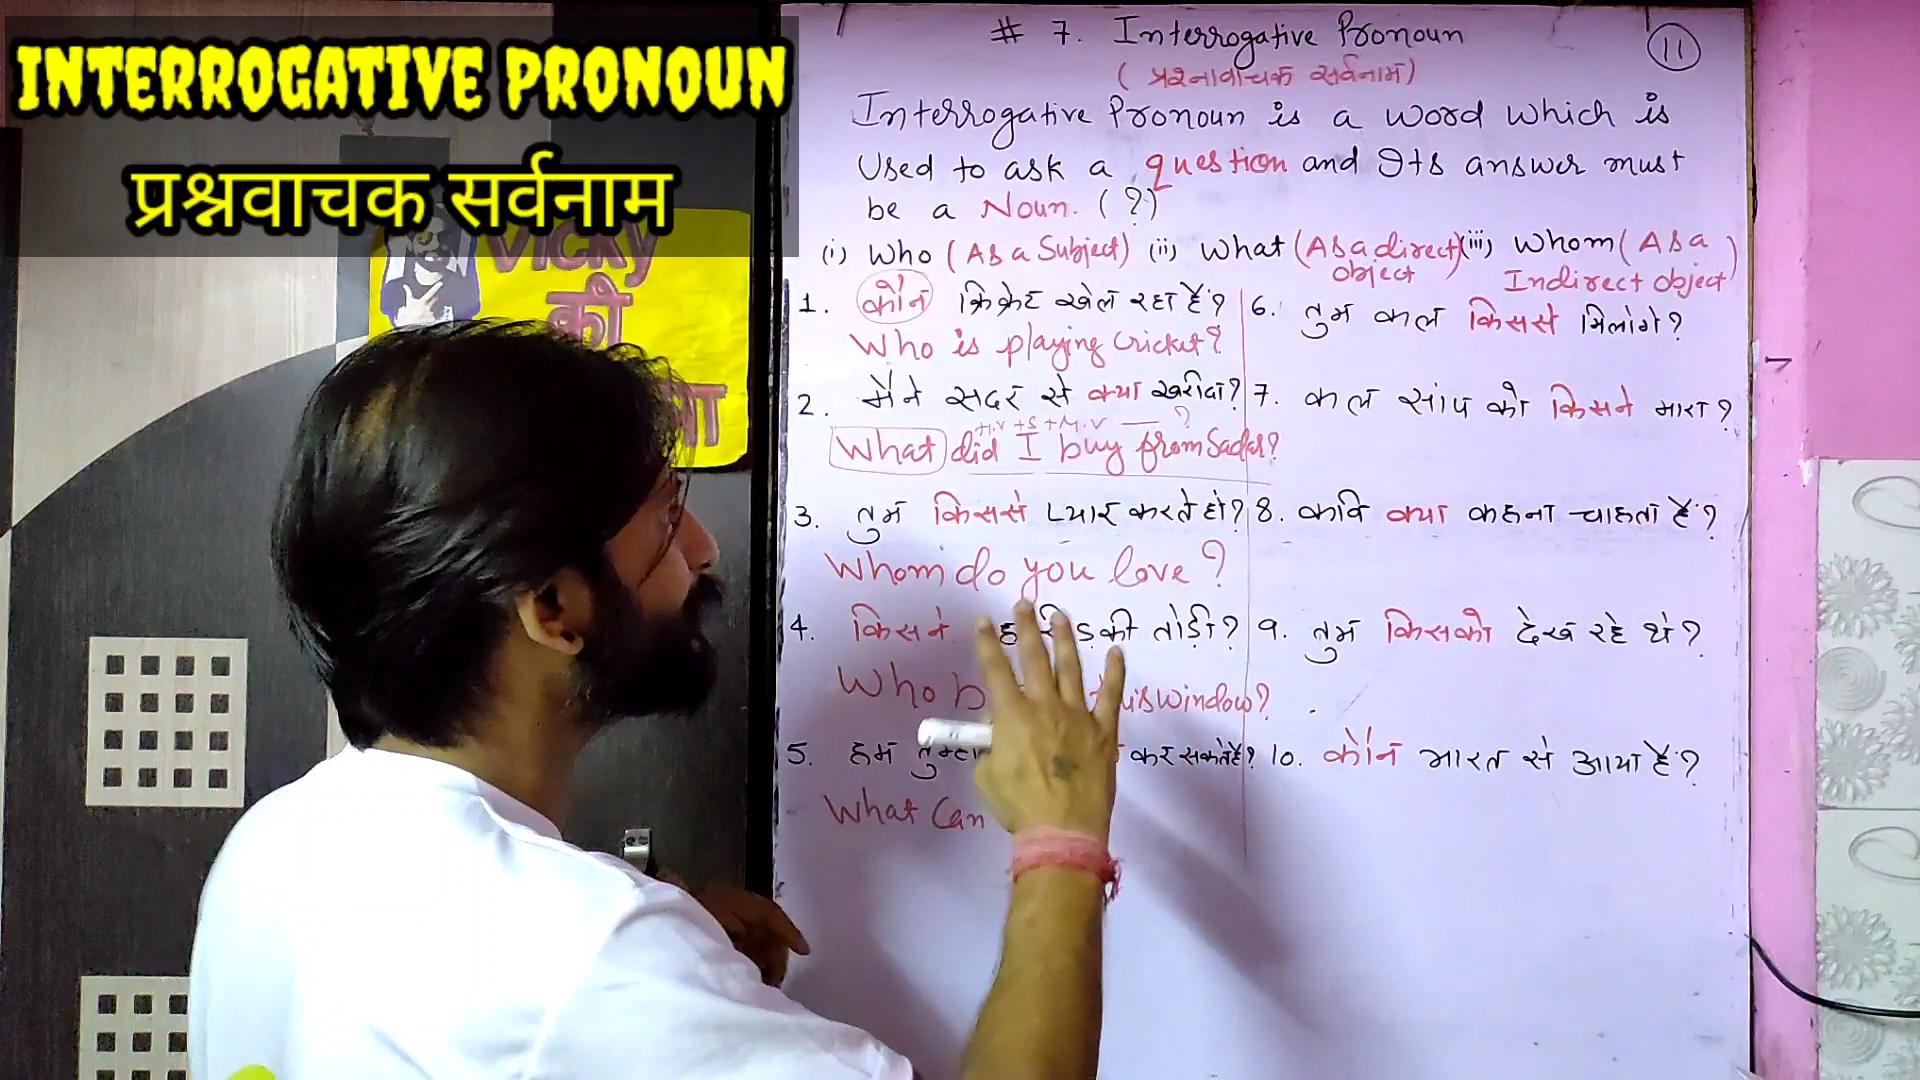 INTERROGATIVE PRONOUN
प्रश्नवाचक सर्वनाम
VICKY
की
# 7. Interrogative Pronoun
11
(प्रश्नावाचक सर्वनाम)
Interrogative Pronoun is a word which is
Used to ask a question and Its answer must
be a Noun. (?)
(i) Who (As a Subject) (ii) What (As a direct object) (iii) Whom (As a Indirect object)
1. कौन क्रिकेट खेल रहा है?
Who is playing cricket?
2. मैंने सदर से क्या खरीदा?
H.V + S + M.V ___ ?
What did I buy from Sadar?
3. तुम किससे प्यार करते हो?
Whom do you love?
4. किसने तोड़ी?
Who this window?
5. हम कर सकते है?
What Can
6. तुम कल किससे मिलोगे?
7. कल सांप को किसने मारा?
8. कवि क्या कहना चाहता है?
9. तुम किसको देख रहे थे?
10. कौन भारत से आया है?